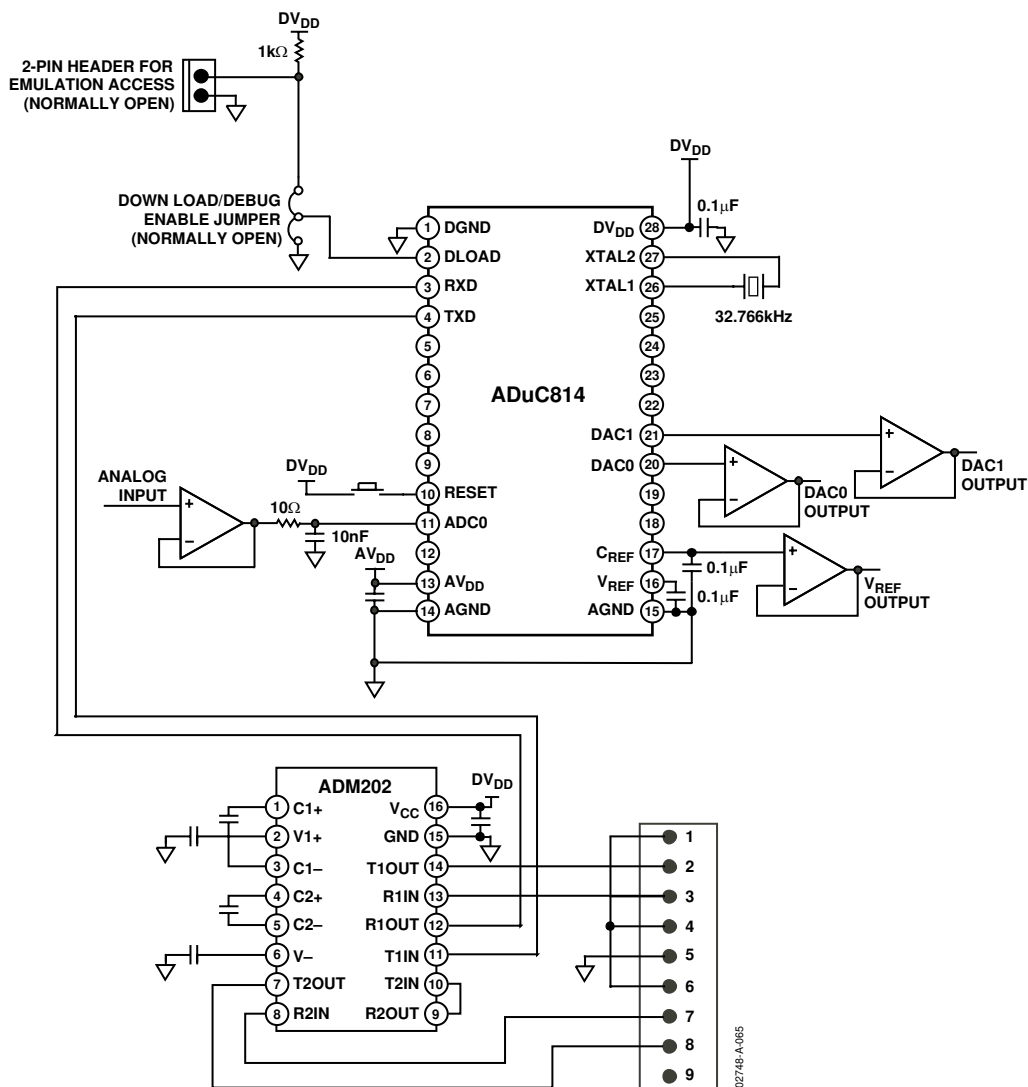 DVDD
1kΩ
2-PIN HEADER FOR
EMULATION ACCESS
(NORMALLY OPEN)
DOWN LOAD/DEBUG
ENABLE JUMPER
(NORMALLY OPEN)
DVDD
0.1μF
1 DGND
2 DLOAD
3 RXD
4 TXD
5
6
7
8
9
10 RESET
11 ADC0
12
13 AVDD
14 AGND
ADuC814
DVDD 28
XTAL2 27
XTAL1 26
25
24
23
22
DAC1 21
DAC0 20
19
18
CREF 17
VREF 16
AGND 15
32.766kHz
+
−
DAC1
OUTPUT
+
−
DAC0
OUTPUT
0.1μF
0.1μF
+
−
VREF
OUTPUT
DVDD
ANALOG
INPUT
+
−
10Ω
10nF
AVDD
ADM202
1 C1+
2 V1+
3 C1–
4 C2+
5 C2–
6 V–
7 T2OUT
8 R2IN
VCC 16
GND 15
T1OUT 14
R1IN 13
R1OUT 12
T1IN 11
T2IN 10
R2OUT 9
DVDD
1
2
3
4
5
6
7
8
9
02748-A-065